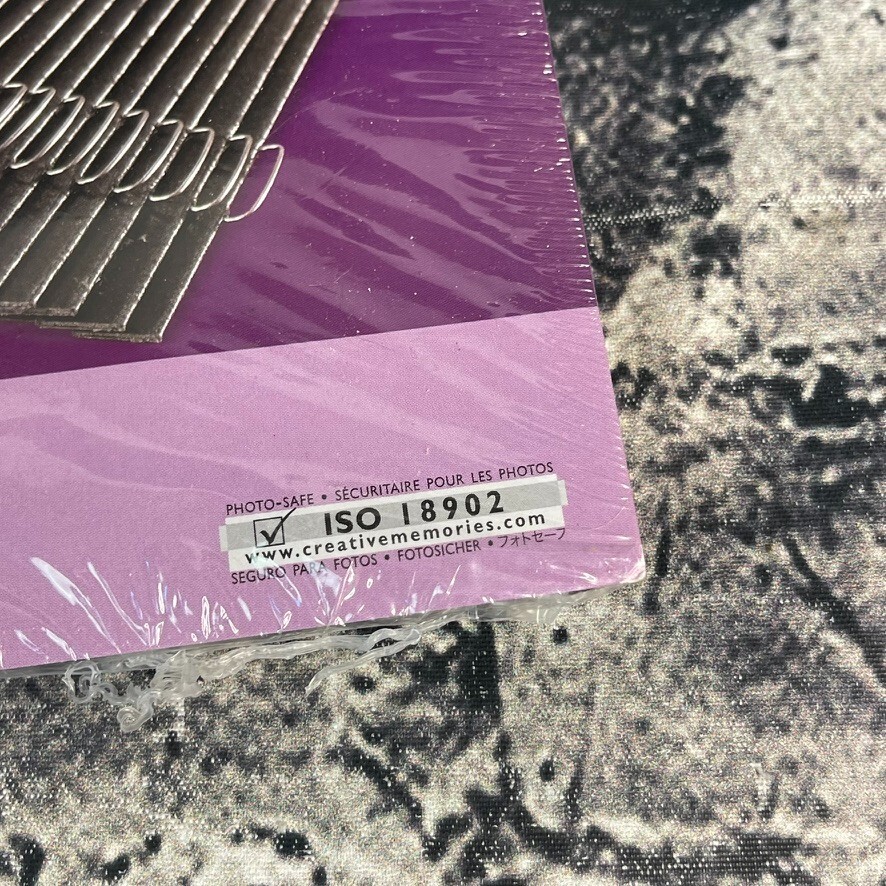 PHOTO-SAFE • SÉCURITAIRE POUR LES PHOTOS
ISO 18902
www.creativememories.com
SEGURO PARA FOTOS • FOTOSICHER • フォトセーフ